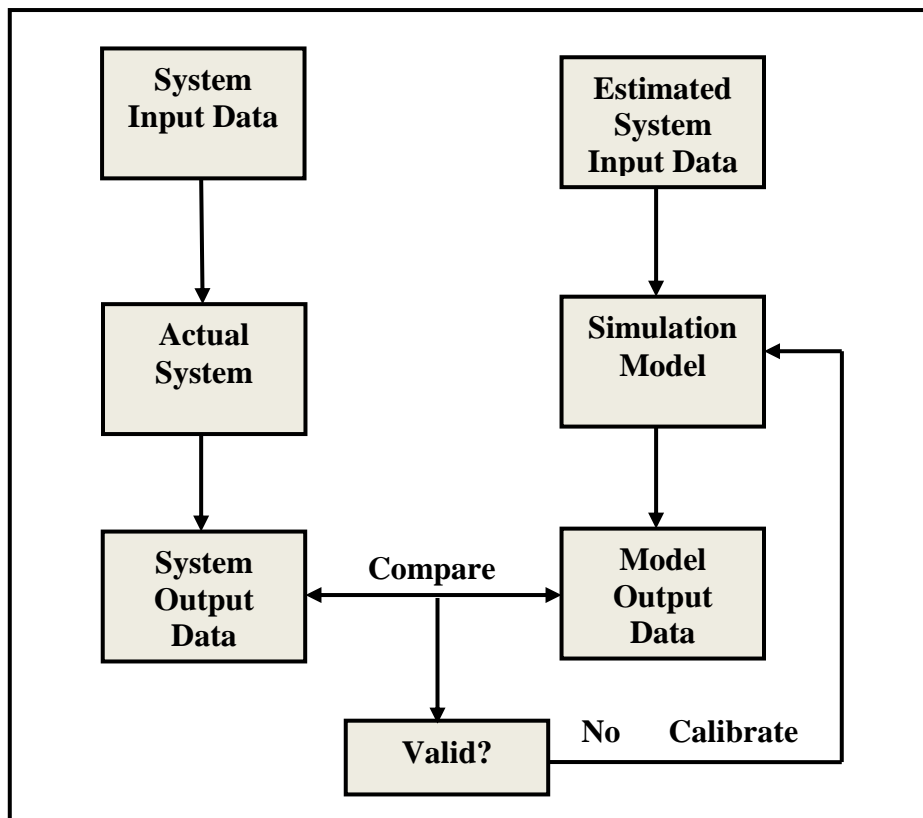 System
Input Data
Estimated
System
Input Data
Actual
System
Simulation
Model
System
Output
Data
Compare
Model
Output
Data
Valid?
No Calibrate